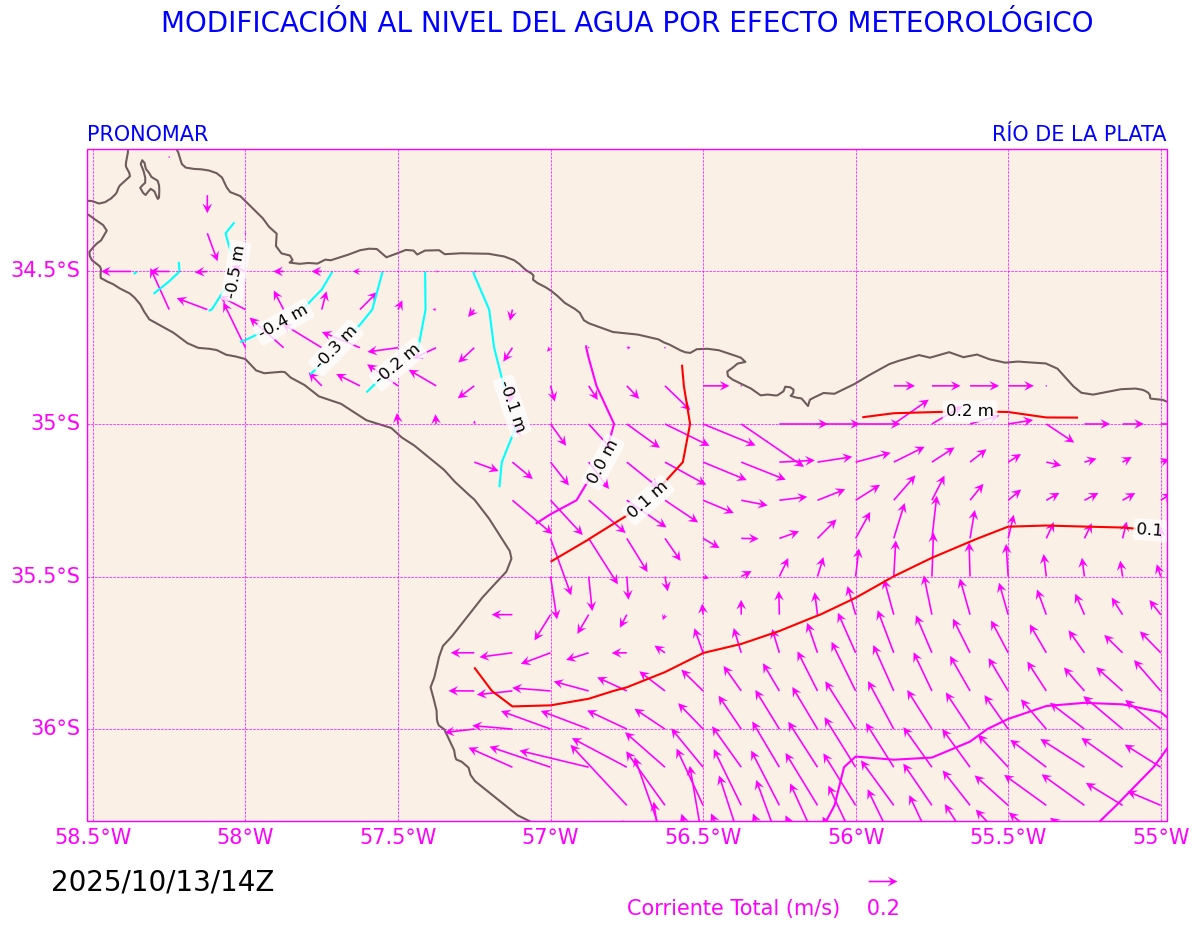 MODIFICACIÓN AL NIVEL DEL AGUA POR EFECTO METEOROLÓGICO
PRONOMAR RÍO DE LA PLATA
34.5°S
35°S
35.5°S
36°S
-0.5 m
-0.4 m
-0.3 m
-0.2 m
-0.1 m
0.0 m
0.1 m
0.2 m
0.1
58.5°W 58°W 57.5°W 57°W 56.5°W 56°W 55.5°W 55°W
2025/10/13/14Z
Corriente Total (m/s) 0.2